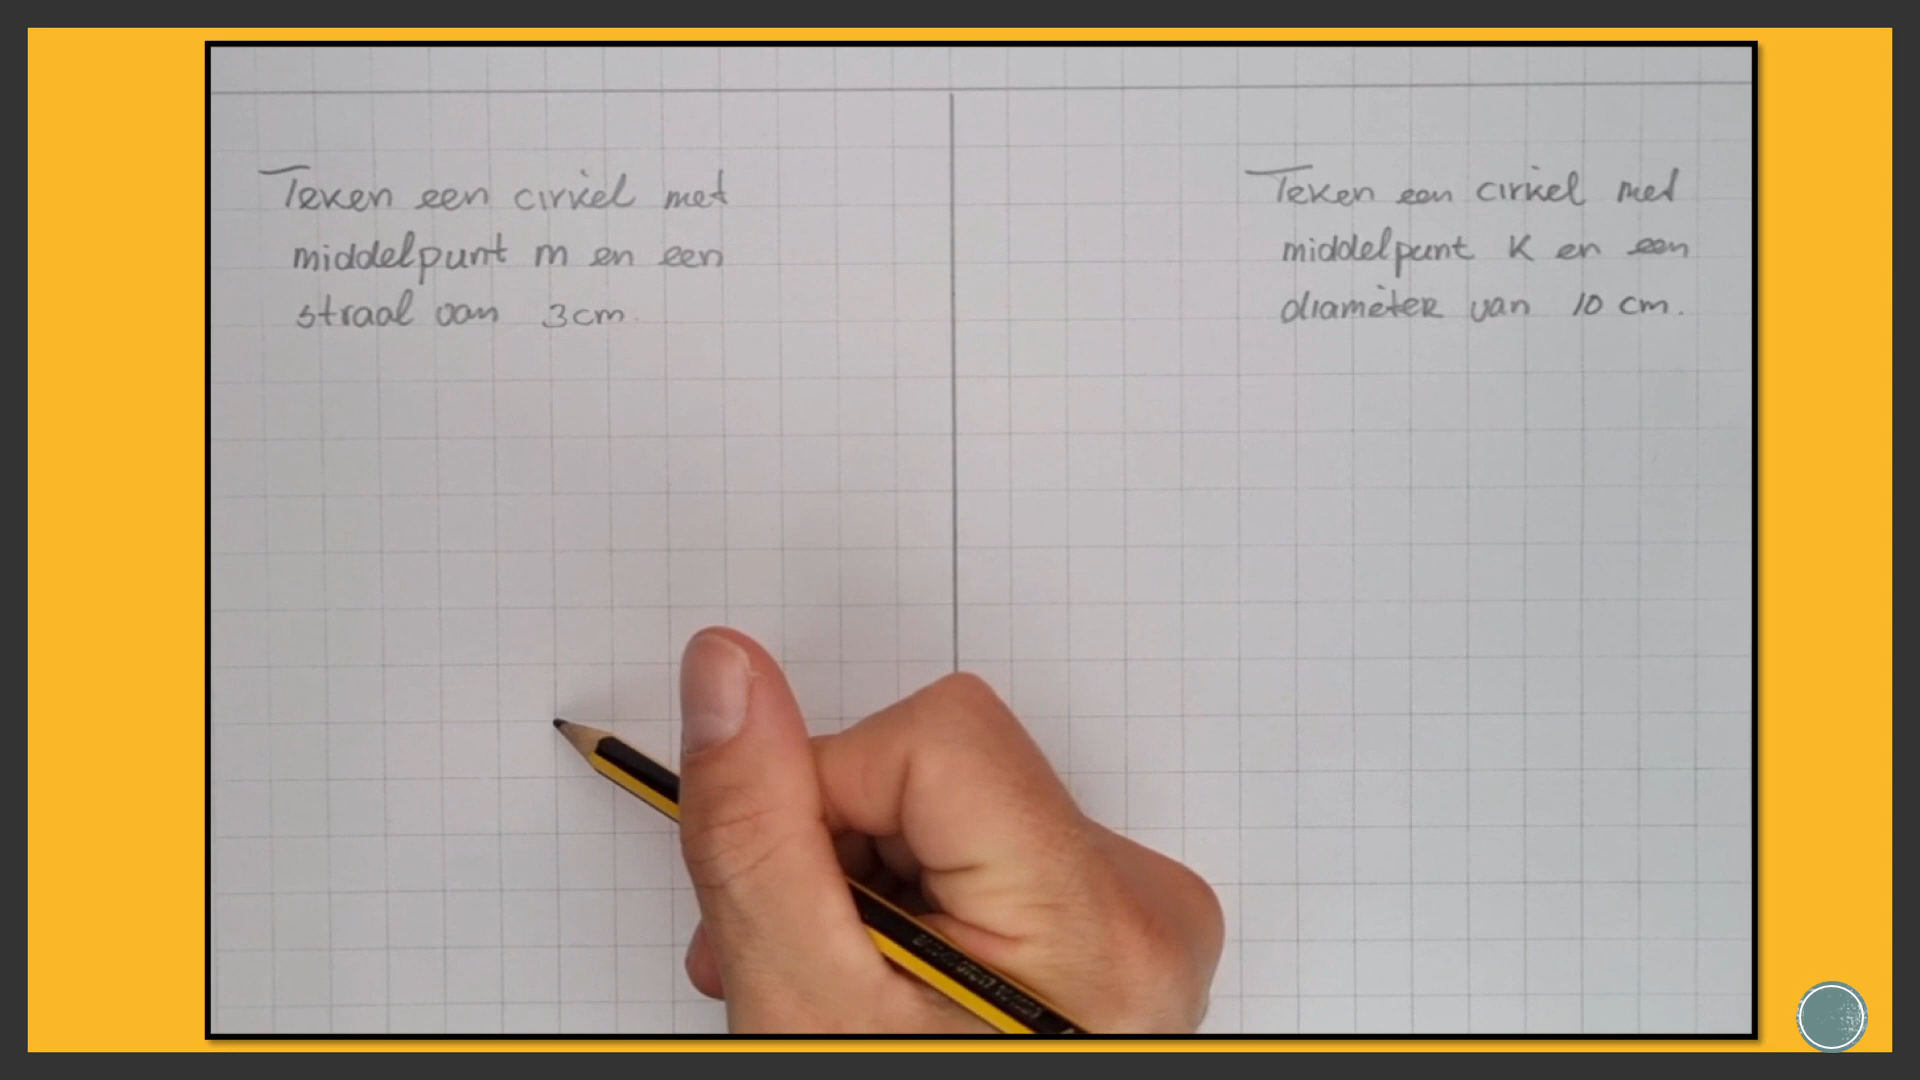 Teken een cirkel met
middelpunt m en een
straal van 3cm.
Teken een cirkel met
middelpunt K en een
diameter van 10 cm.